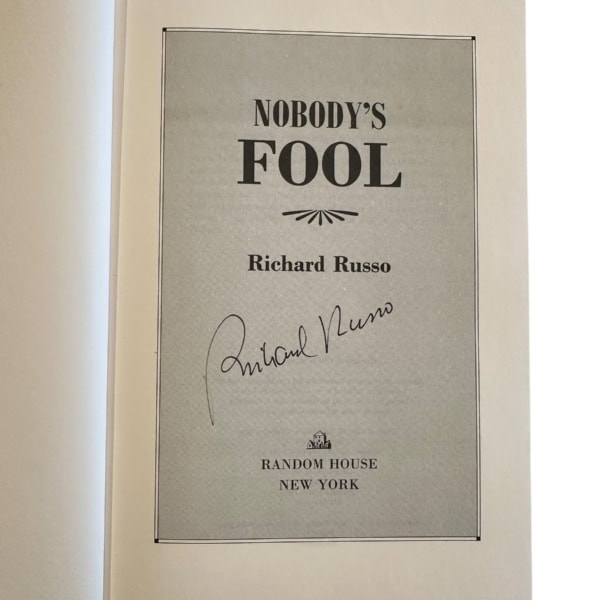 NOBODY'S
FOOL
Richard Russo
Richard Russo
RANDOM HOUSE
NEW YORK